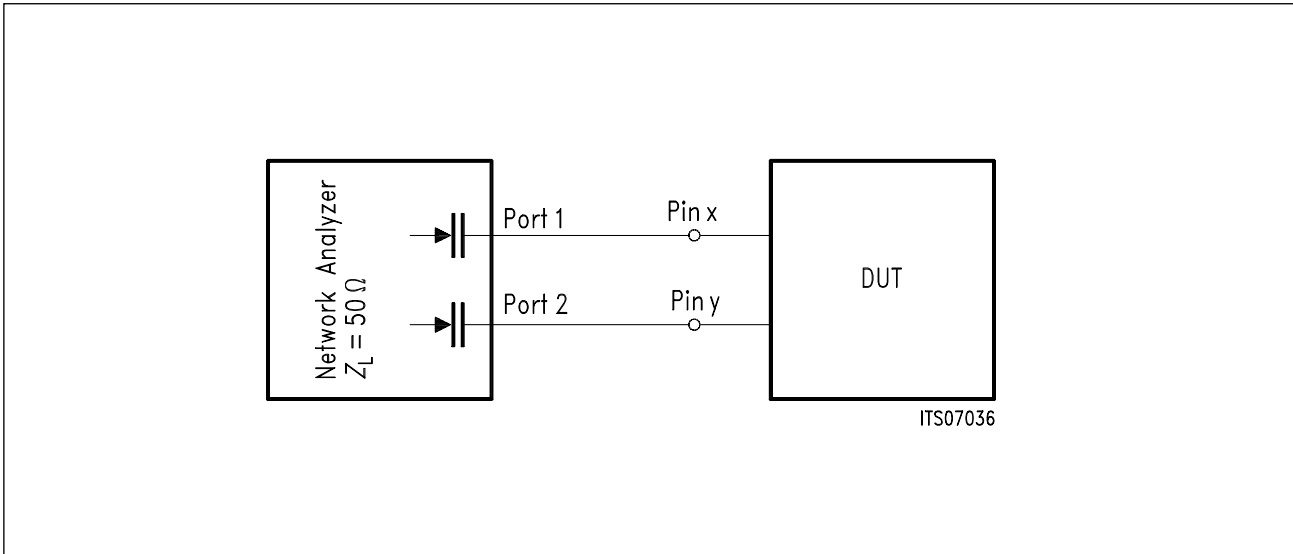 Network Analyzer
Z_L = 50 Ω
Port 1
Pin x
Port 2
Pin y
DUT
ITS07036